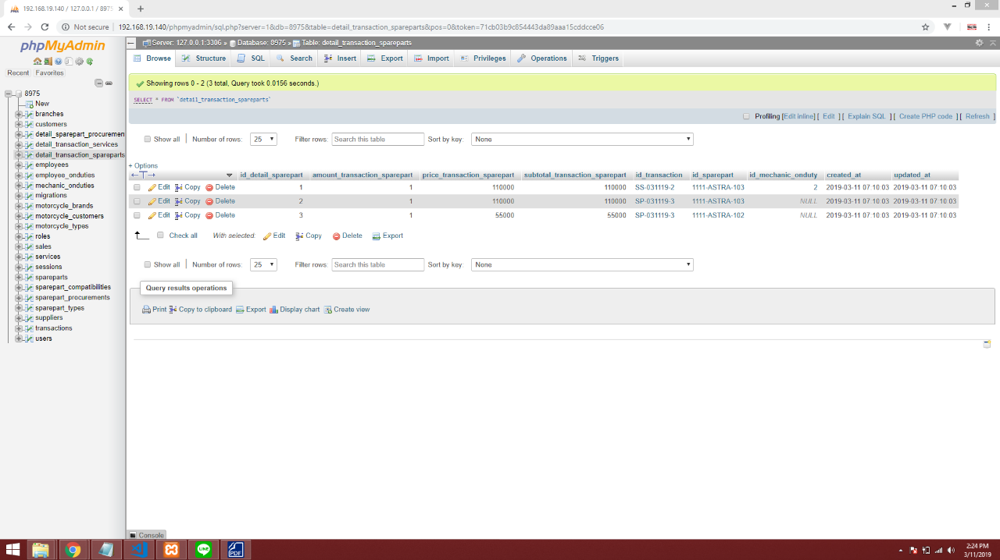 192.168.19.140 / 127.0.0.1 / 8975
Not secure
192.168.19.140/phpmyadmin/sql.php?server=1&db=8975&table=detail_transaction_spareparts&pos=0&token=71cb03b9c854443da89aaa15cddcce06
phpMyAdmin
Recent Favorites
8975
New
branches
customers
detail_sparepart_procuremen
detail_transaction_services
detail_transaction_spareparts
employees
employee_onduties
mechanic_onduties
migrations
motorcycle_brands
motorcycle_customers
motorcycle_types
roles
sales
services
sessions
spareparts
sparepart_compatibilities
sparepart_procurements
sparepart_types
suppliers
transactions
users
Server: 127.0.0.1:3306 » Database: 8975 » Table: detail_transaction_spareparts
Browse Structure SQL Search Insert Export Import Privileges Operations Triggers
Showing rows 0 - 2 (3 total, Query took 0.0156 seconds.)
SELECT * FROM `detail_transaction_spareparts`
Profiling [Edit inline] [ Edit ] [ Explain SQL ] [ Create PHP code ] [ Refresh ]
Show all | Number of rows: 25 Filter rows: Search this table Sort by key: None
+ Options
←T→ id_detail_sparepart amount_transaction_sparepart price_transaction_sparepart subtotal_transaction_sparepart id_transaction id_sparepart id_mechanic_onduty created_at updated_at
Edit Copy Delete 1 1 110000 110000 SS-031119-2 1111-ASTRA-103 2 2019-03-11 07:10:03 2019-03-11 07:10:03
Edit Copy Delete 2 1 110000 110000 SP-031119-3 1111-ASTRA-103 NULL 2019-03-11 07:10:03 2019-03-11 07:10:03
Edit Copy Delete 3 1 55000 55000 SP-031119-3 1111-ASTRA-102 NULL 2019-03-11 07:10:03 2019-03-11 07:10:03
Check all With selected: Edit Copy Delete Export
Show all | Number of rows: 25 Filter rows: Search this table Sort by key: None
Query results operations
Print Copy to clipboard Export Display chart Create view
Console
LINE
PDF
2:24 PM
3/11/2019